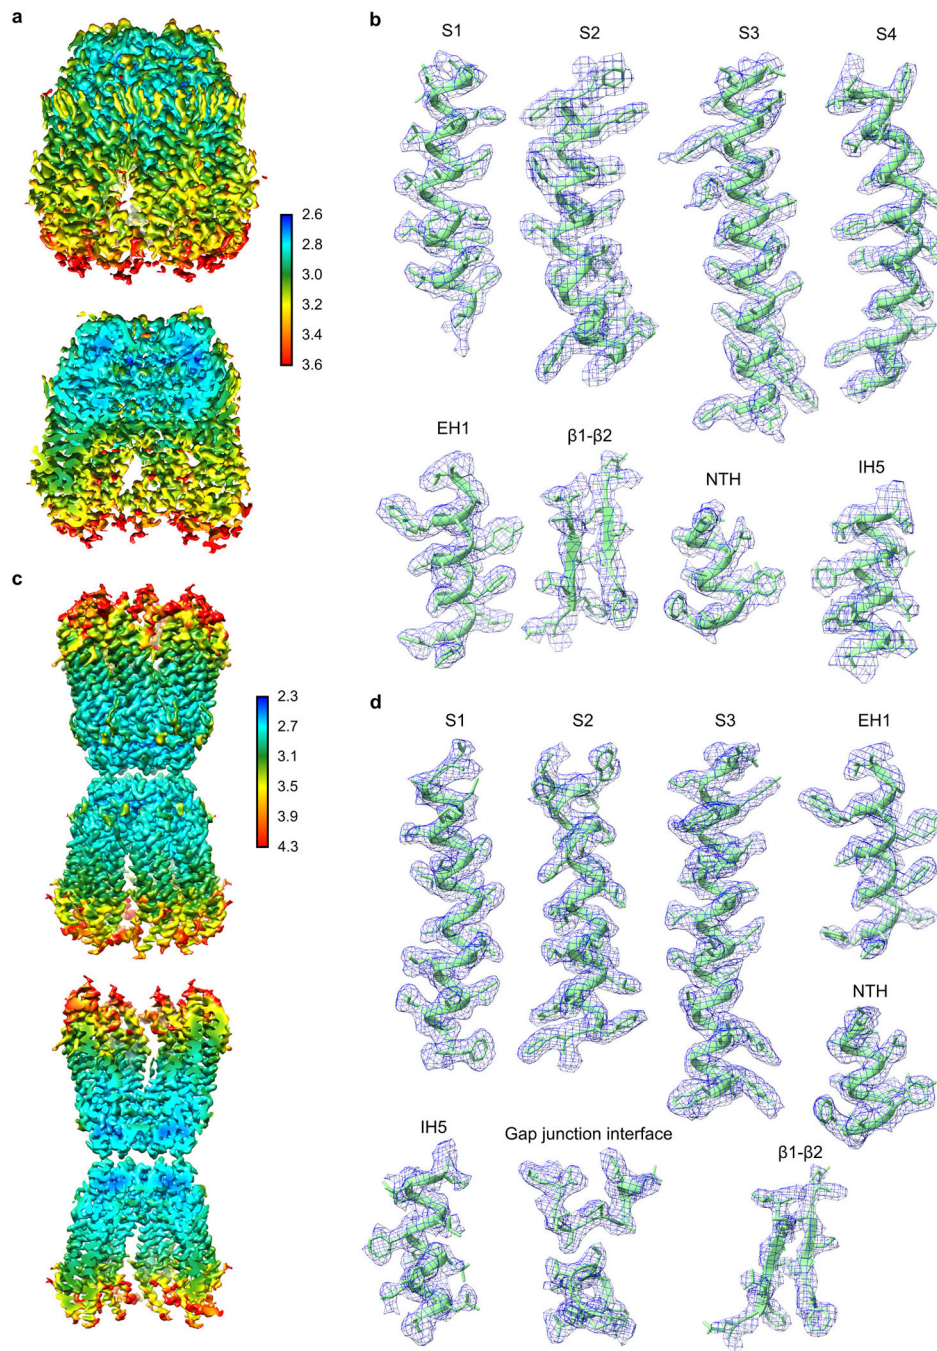 a
2.6
2.8
3.0
3.2
3.4
3.6
b
S1
S2
S3
S4
EH1
β1-β2
NTH
IH5
c
2.3
2.7
3.1
3.5
3.9
4.3
d
S1
S2
S3
EH1
NTH
IH5
Gap junction interface
β1-β2